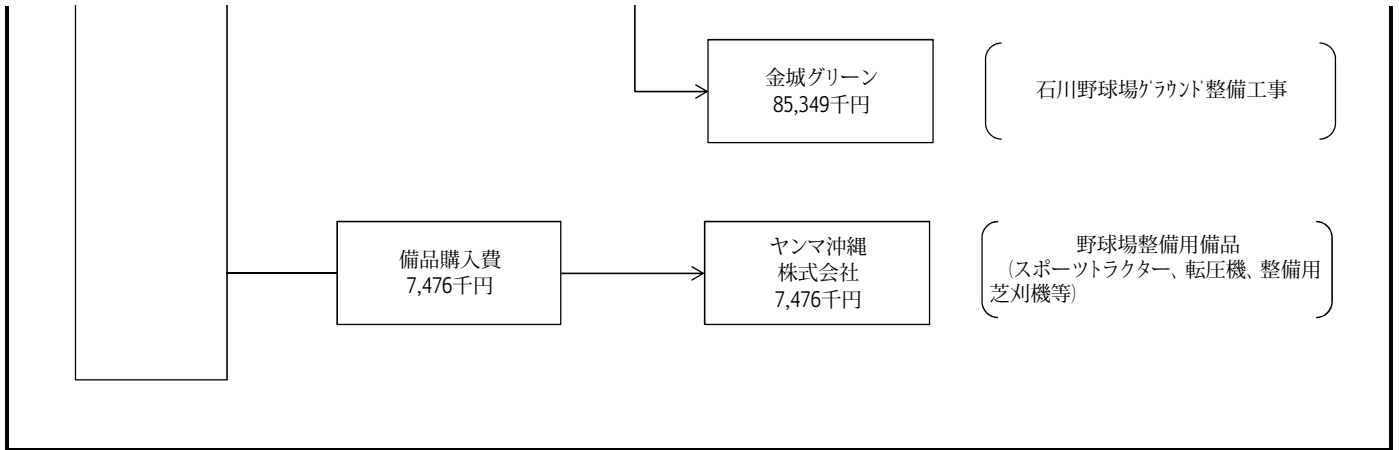 金城グリーン
85,349千円
石川野球場グラウンド整備工事
備品購入費
7,476千円
ヤンマ沖縄
株式会社
7,476千円
野球場整備用備品
(スポーツトラクター、転圧機、整備用
芝刈機等)